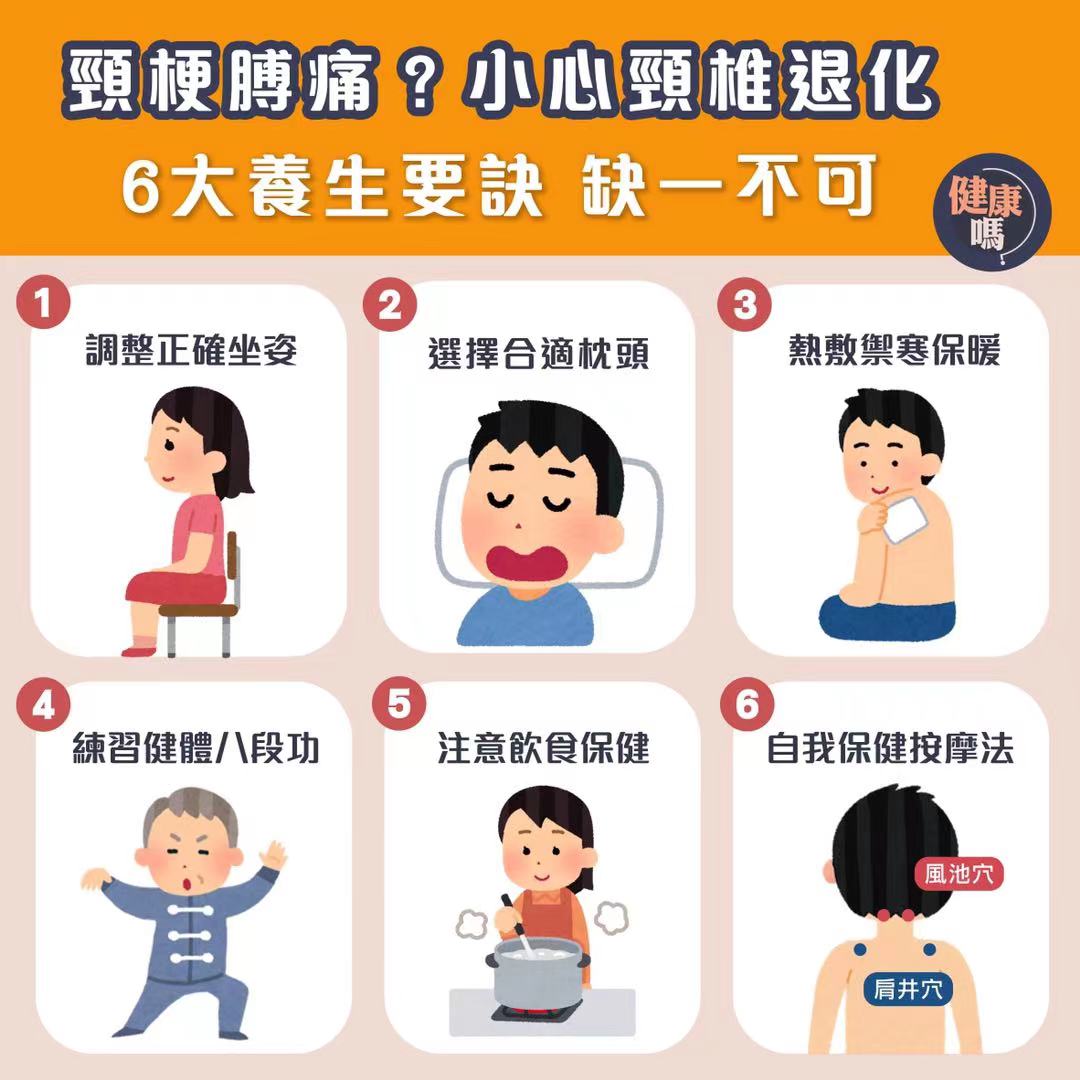 頸梗膊痛？小心頸椎退化
6大養生要訣 缺一不可
健康
嗎?
1
調整正確坐姿
2
選擇合適枕頭
3
熱敷禦寒保暖
4
練習健體八段功
5
注意飲食保健
6
自我保健按摩法
風池穴
肩井穴